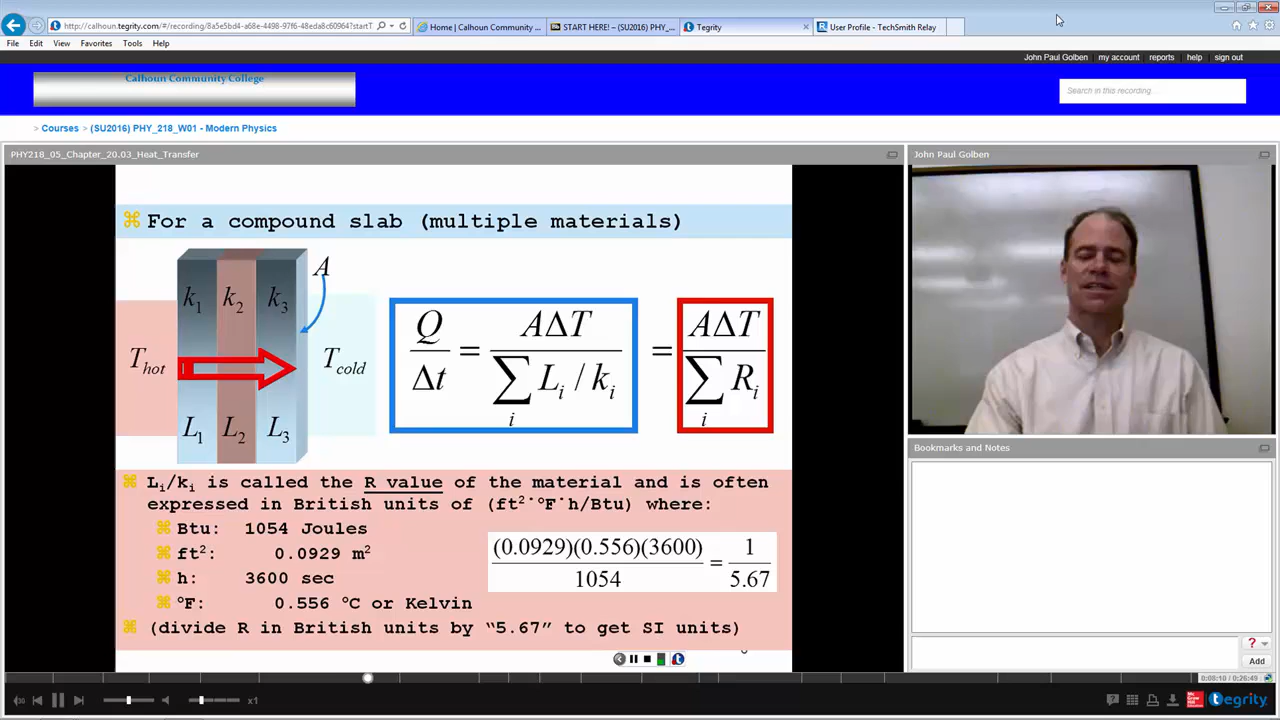 http://calhoun.tegrity.com/#/recording/8a5e5bd4-a68e-4498-97f6-48eda8c60964?startT
Home | Calhoun Community ...
START HERE! – (SU2016) PHY_...
Tegrity
User Profile - TechSmith Relay
File Edit View Favorites Tools Help
John Paul Golben my account reports help sign out
Calhoun Community College
Search in this recording...
> Courses > (SU2016) PHY_218_W01 - Modern Physics
PHY218_05_Chapter_20.03_Heat_Transfer
John Paul Golben
For a compound slab (multiple materials)
k1 k2 k3 A
Thot Tcold
L1 L2 L3
Q/Δt = AΔT / ∑i Li / ki = AΔT / ∑i Ri
Li/ki is called the R value of the material and is often
expressed in British units of (ft²·°F·h/Btu) where:
Btu: 1054 Joules
ft²: 0.0929 m²
h: 3600 sec
°F: 0.556 °C or Kelvin
(0.0929)(0.556)(3600) / 1054 = 1 / 5.67
(divide R in British units by “5.67” to get SI units)
Bookmarks and Notes
?
Add
x1
0:08:10 / 0:26:49
tegrity